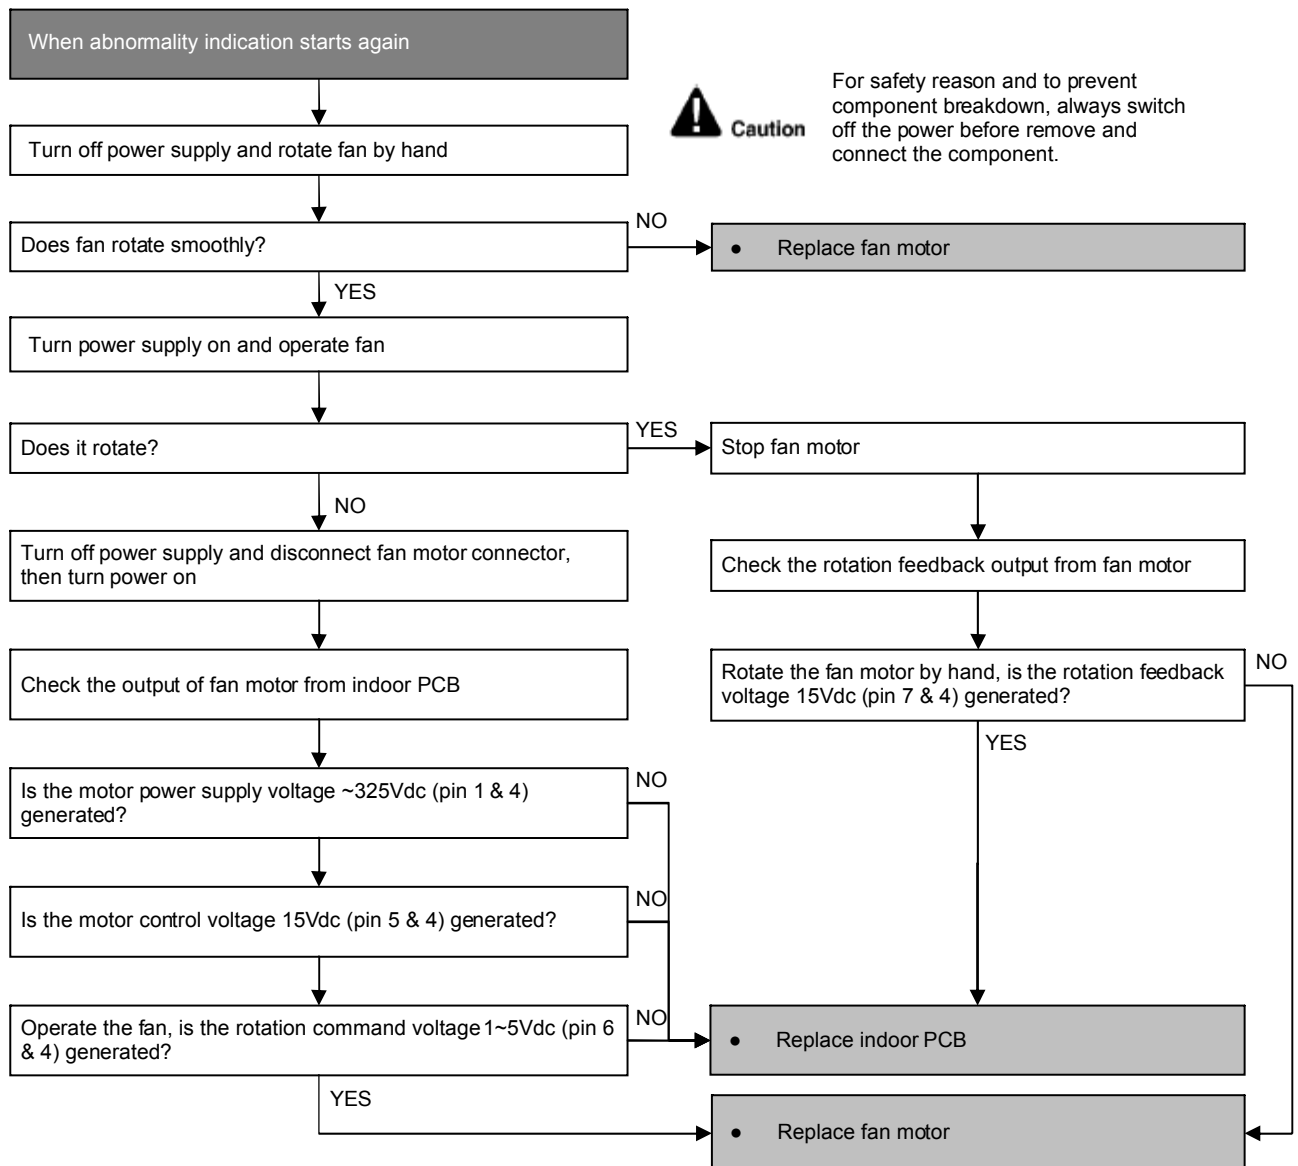 When abnormality indication starts again
For safety reason and to prevent
component breakdown, always switch
off the power before remove and
connect the component.
Caution
Turn off power supply and rotate fan by hand
Does fan rotate smoothly?
NO
● Replace fan motor
YES
Turn power supply on and operate fan
Does it rotate?
YES
Stop fan motor
NO
Turn off power supply and disconnect fan motor connector,
then turn power on
Check the rotation feedback output from fan motor
Check the output of fan motor from indoor PCB
Rotate the fan motor by hand, is the rotation feedback
voltage 15Vdc (pin 7 & 4) generated?
NO
YES
Is the motor power supply voltage ~325Vdc (pin 1 & 4)
generated?
NO
Is the motor control voltage 15Vdc (pin 5 & 4) generated?
NO
Operate the fan, is the rotation command voltage 1~5Vdc (pin 6
& 4) generated?
NO
● Replace indoor PCB
YES
● Replace fan motor